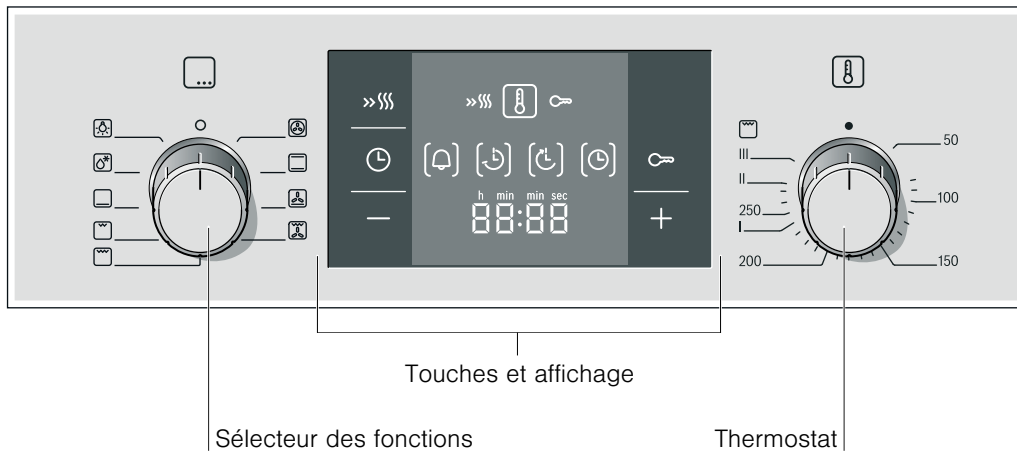 h min min sec
88:88
50
100
150
200
I
250
II
III
Touches et affichage
Sélecteur des fonctions
Thermostat